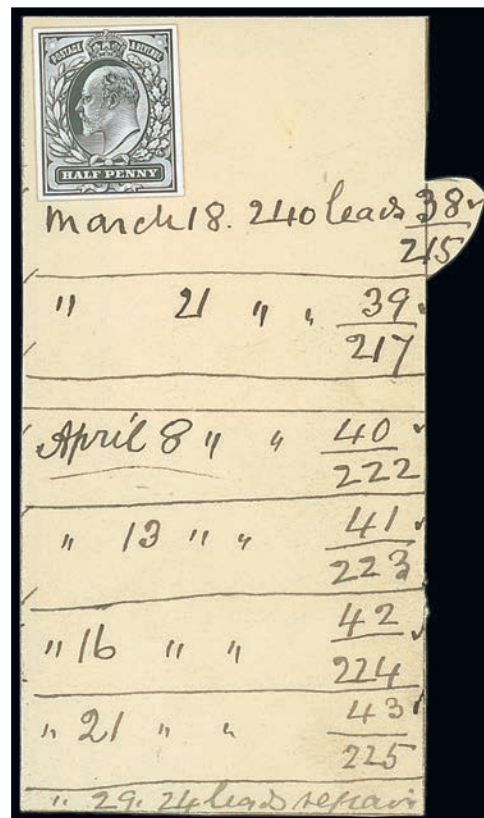 POSTAGE & REVENUE
HALF PENNY
March 18. 240 leads 38 ✓
215
" 21 " " 39 ✓
217
April 8 " " 40 ✓
222
" 13 " " 41 ✓
223
" 16 " " 42 ✓
224
" 21 " " 43 ✓
225
" 29. 24 leads repair